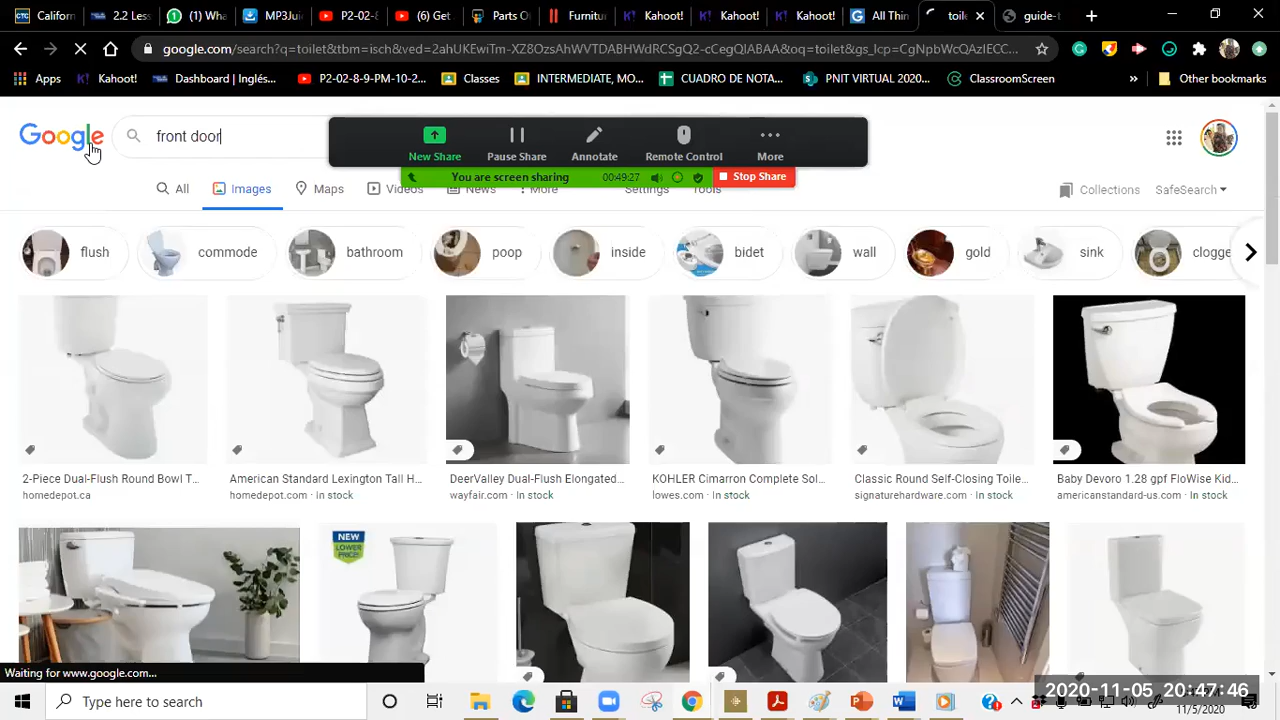 CTC Californ
2.2 Less
(1) Wha
MP3Juic
P2-02-8
(6) Get
Parts O
Furnitu
Kahoot!
Kahoot!
Kahoot!
All Thin
toile
guide-t
google.com/search?q=toilet&tbm=isch&ved=2ahUKEwiTm-XZ8OzsAhWVTDABHWdRCSgQ2-cCegQIABAA&oq=toilet&gs_lcp=CgNpbWcQAzIECC...
Apps
Kahoot!
Dashboard | Inglés...
P2-02-8-9-PM-10-2...
Classes
INTERMEDIATE, MO...
CUADRO DE NOTA...
PNIT VIRTUAL 2020...
ClassroomScreen
»
Other bookmarks
Google
front door
New Share
Pause Share
Annotate
Remote Control
More
You are screen sharing
00:49:27
Stop Share
All
Images
Maps
Videos
News
More
Settings
Tools
Collections
SafeSearch
flush
commode
bathroom
poop
inside
bidet
wall
gold
sink
clogge
2-Piece Dual-Flush Round Bowl T...
homedepot.ca
American Standard Lexington Tall H...
homedepot.com · In stock
DeerValley Dual-Flush Elongated...
wayfair.com · In stock
KOHLER Cimarron Complete Sol...
lowes.com · In stock
Classic Round Self-Closing Toile...
signaturehardware.com · In stock
Baby Devoro 1.28 gpf FloWise Kid...
americanstandard-us.com · In stock
NEW
LOWER
PRICE!
Waiting for www.google.com...
Type here to search
2020-11-05 20:47:46
11/5/2020